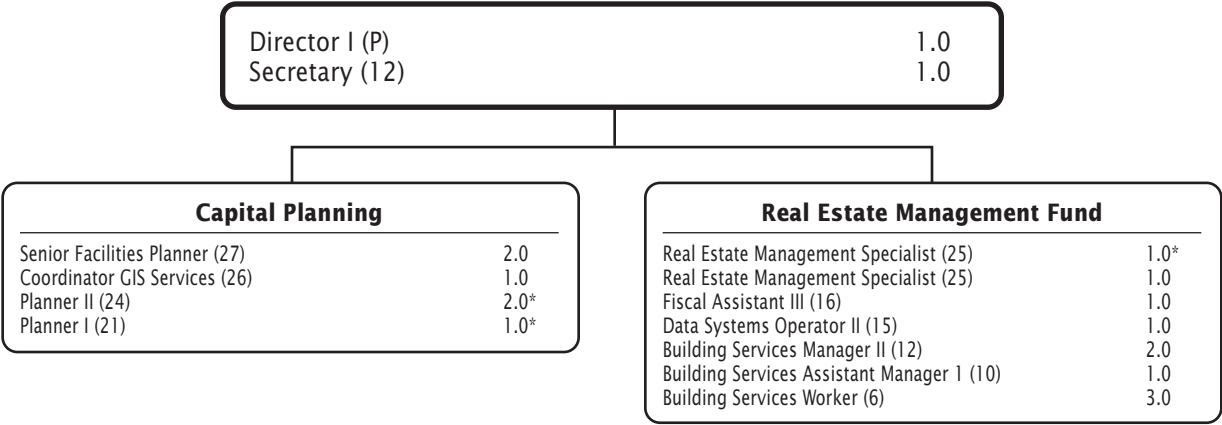 Director I (P) 1.0
Secretary (12) 1.0
Capital Planning
Senior Facilities Planner (27) 2.0
Coordinator GIS Services (26) 1.0
Planner II (24) 2.0*
Planner I (21) 1.0*
Real Estate Management Fund
Real Estate Management Specialist (25) 1.0*
Real Estate Management Specialist (25) 1.0
Fiscal Assistant III (16) 1.0
Data Systems Operator II (15) 1.0
Building Services Manager II (12) 2.0
Building Services Assistant Manager 1 (10) 1.0
Building Services Worker (6) 3.0